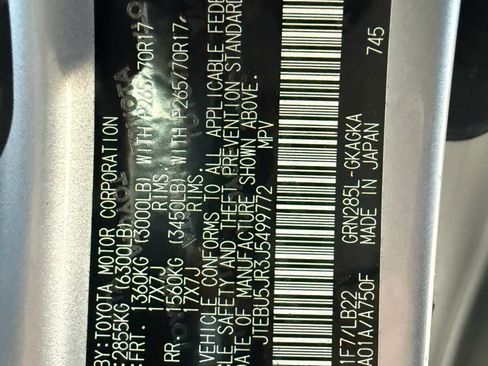 BY:TOYOTA MOTOR CORPORATION
:2855KG (6300LB)
:FRT. 1360KG (3000LB) WITH P265/70R17,
17X7J RIMS,
RR. 1560KG (3450LB) WITH P265/70R17,
17X7J RIMS,
VEHICLE CONFORMS TO ALL APPLICABLE FEDE
SAFETY AND THEFT PREVENTION STANDARD
DATE OF MANUFACTURE SHOWN ABOVE.
JTEBU5JR3J5499772 MPV
1F7/LB22 GRN285L-GKAGKA
A01A/A750F MADE IN JAPAN 745